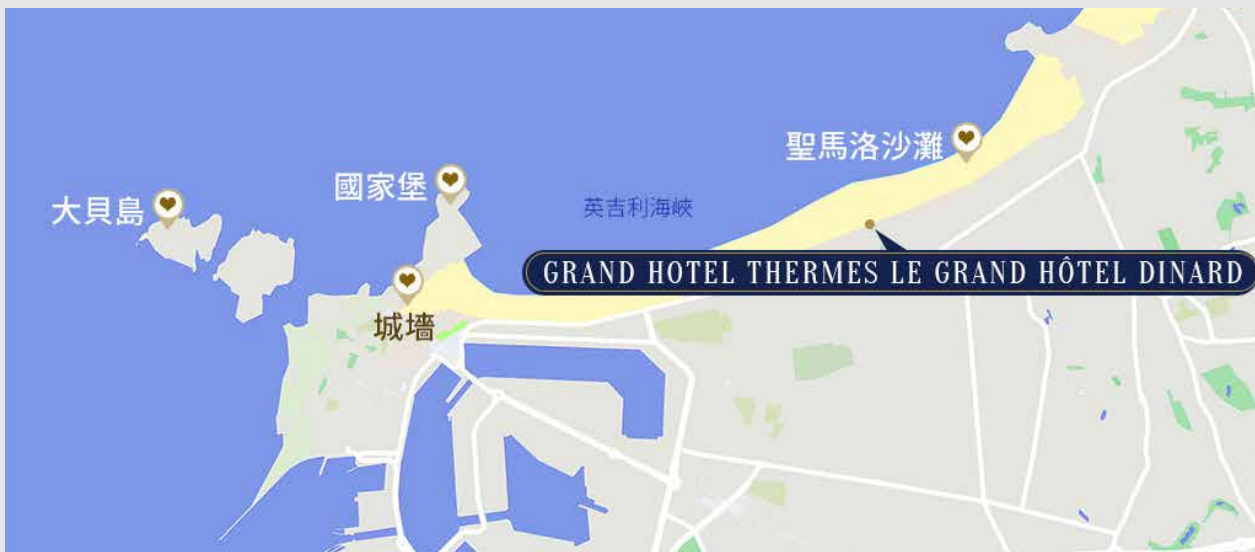 聖馬洛沙灘
國家堡
大貝島
英吉利海峽
GRAND HOTEL THERMES LE GRAND HÔTEL DINARD
城墻